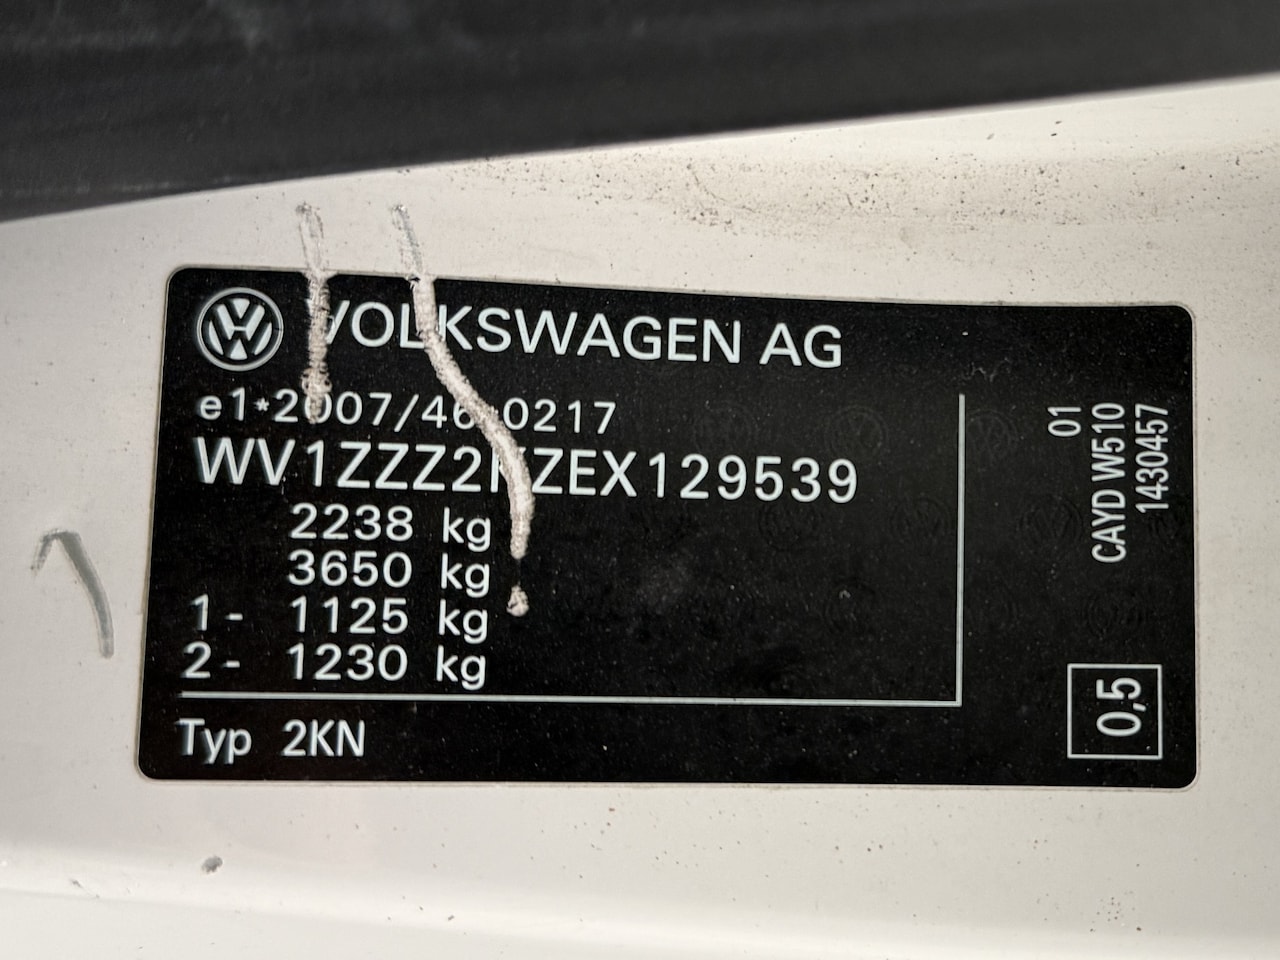 VOLKSWAGEN AG
e1*2007/46*0217
WV1ZZZ2KZEX129539
2238 kg
3650 kg
1- 1125 kg
2- 1230 kg
Typ 2KN
01
CAYD W510
1430457
0,5